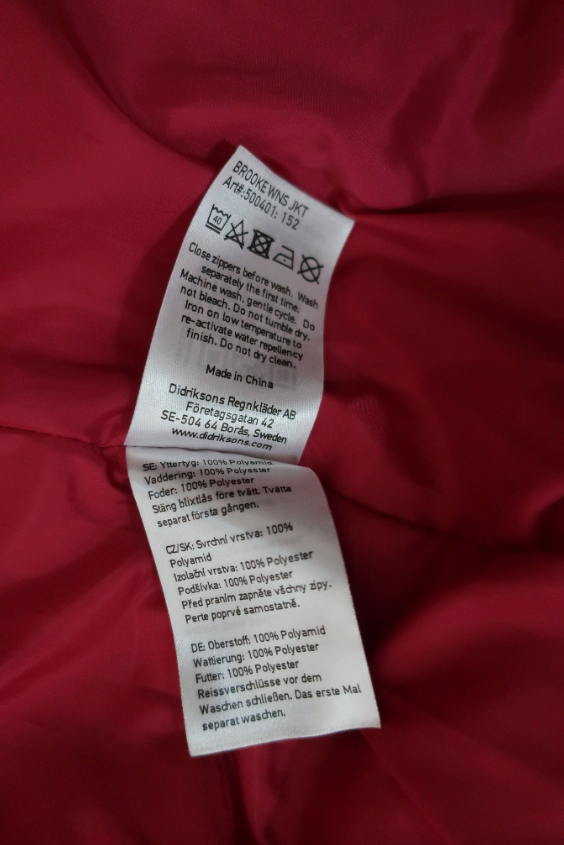 BROOKE WNS JKT
Art#:500401: 152
40
Close zippers before wash. Wash
separately the first time.
Machine wash, gentle cycle. Do
not bleach. Do not tumble dry.
Iron on low temperature to
re-activate water repellency
finish. Do not dry clean.
Made in China
Didriksons Regnkläder AB
Företagsgatan 42
SE-504 64 Borås, Sweden
www.didriksons.com
SE: Yttertyg: 100% Polyamid
Vaddering: 100% Polyester
Foder: 100% Polyester
Stäng blixtlås före tvätt. Tvätta
separat första gången.
CZ/SK: Svrchní vrstva: 100%
Polyamid
Izolační vrstva: 100% Polyester
Podšívka: 100% Polyester
Před praním zapněte všechny zipy.
Perte poprvé samostatně.
DE: Oberstoff: 100% Polyamid
Wattierung: 100% Polyester
Futter: 100% Polyester
Reissverschlüsse vor dem
Waschen schließen. Das erste Mal
separat waschen.